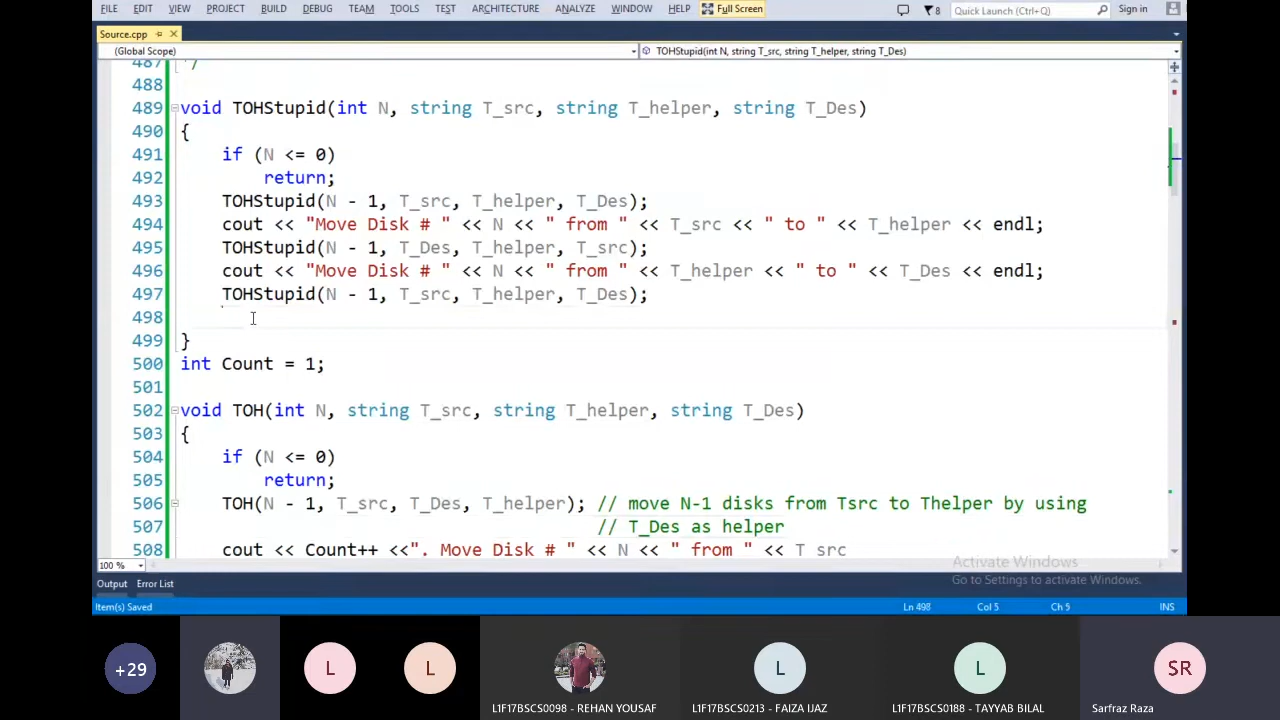 FILE EDIT VIEW PROJECT BUILD DEBUG TEAM TOOLS TEST ARCHITECTURE ANALYZE WINDOW HELP Full Screen 8 Quick Launch (Ctrl+Q) Sign in
Source.cpp
(Global Scope) TOHStupid(int N, string T_src, string T_helper, string T_Des)
487 */
488
489 void TOHStupid(int N, string T_src, string T_helper, string T_Des)
490 {
491 if (N <= 0)
492 return;
493 TOHStupid(N - 1, T_src, T_helper, T_Des);
494 cout << "Move Disk # " << N << " from " << T_src << " to " << T_helper << endl;
495 TOHStupid(N - 1, T_Des, T_helper, T_src);
496 cout << "Move Disk # " << N << " from " << T_helper << " to " << T_Des << endl;
497 TOHStupid(N - 1, T_src, T_helper, T_Des);
498
499 }
500 int Count = 1;
501
502 void TOH(int N, string T_src, string T_helper, string T_Des)
503 {
504 if (N <= 0)
505 return;
506 TOH(N - 1, T_src, T_Des, T_helper); // move N-1 disks from Tsrc to Thelper by using
507 // T_Des as helper
508 cout << Count++ <<". Move Disk # " << N << " from " << T_src
Activate Windows
Go to Settings to activate Windows.
100 %
Output Error List
Item(s) Saved Ln 498 Col 5 Ch 5 INS
+29 L L L L SR
L1F17BSCS0098 - REHAN YOUSAF L1F17BSCS0213 - FAIZA IJAZ L1F17BSCS0188 - TAYYAB BILAL Sarfraz Raza